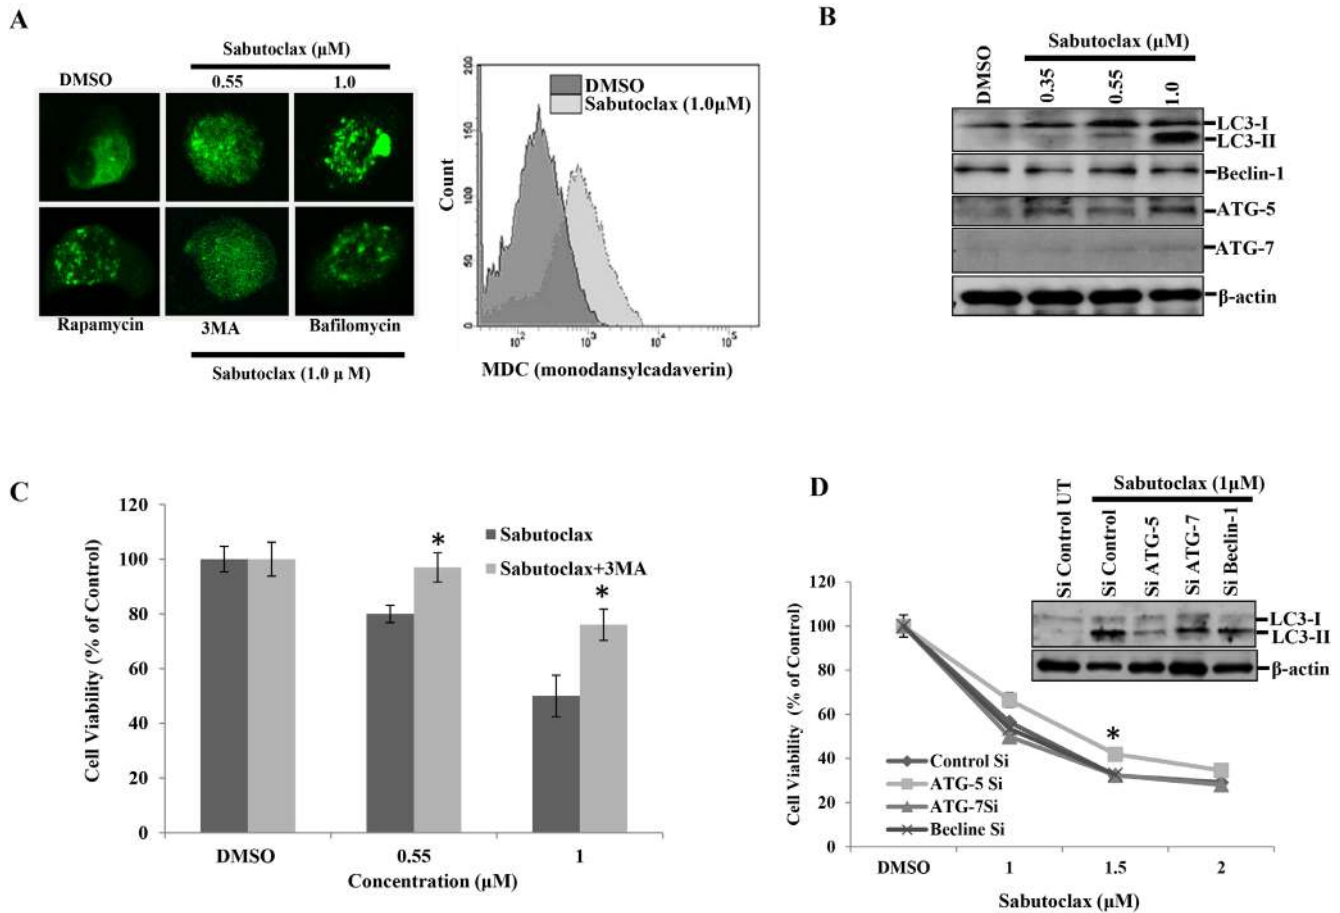 A
Sabutoclax (μM)
DMSO
0.55
1.0
Rapamycin
3MA
Bafilomycin
Sabutoclax (1.0 μ M)
200
150
100
50
0
Count
DMSO
Sabutoclax (1.0μM)
10²
10³
10⁴
10⁵
MDC (monodansylcadaverin)
B
Sabutoclax (μM)
DMSO
0.35
0.55
1.0
LC3-I
LC3-II
Beclin-1
ATG-5
ATG-7
β-actin
C
120
100
80
60
40
20
0
Cell Viability (% of Control)
Sabutoclax
Sabutoclax+3MA
*
*
DMSO
0.55
1
Concentration (μM)
D
Sabutoclax (1μM)
Si Control UT
Si Control
Si ATG-5
Si ATG-7
Si Beclin-1
LC3-I
LC3-II
β-actin
120
100
80
60
40
20
0
Cell Viability (% of Control)
*
Control Si
ATG-5 Si
ATG-7Si
Becline Si
DMSO
1
1.5
2
Sabutoclax (μM)